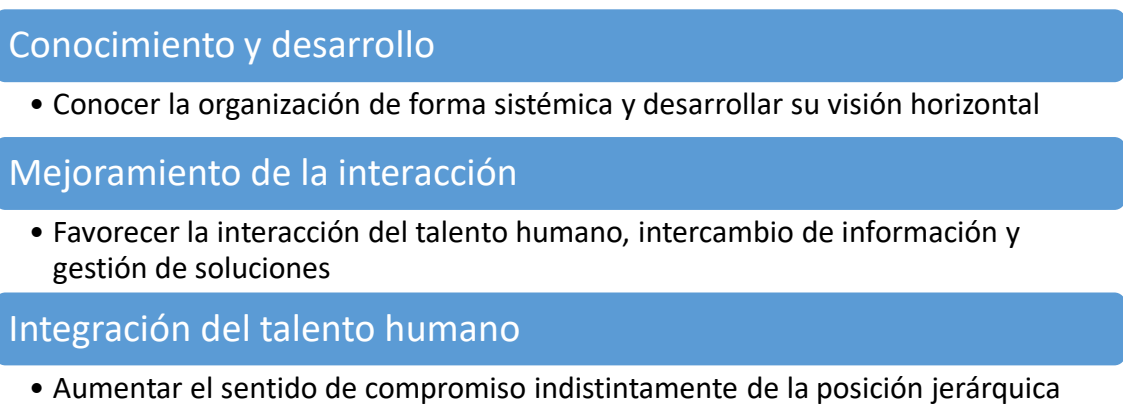 Conocimiento y desarrollo
• Conocer la organización de forma sistémica y desarrollar su visión horizontal
Mejoramiento de la interacción
• Favorecer la interacción del talento humano, intercambio de información y
gestión de soluciones
Integración del talento humano
• Aumentar el sentido de compromiso indistintamente de la posición jerárquica